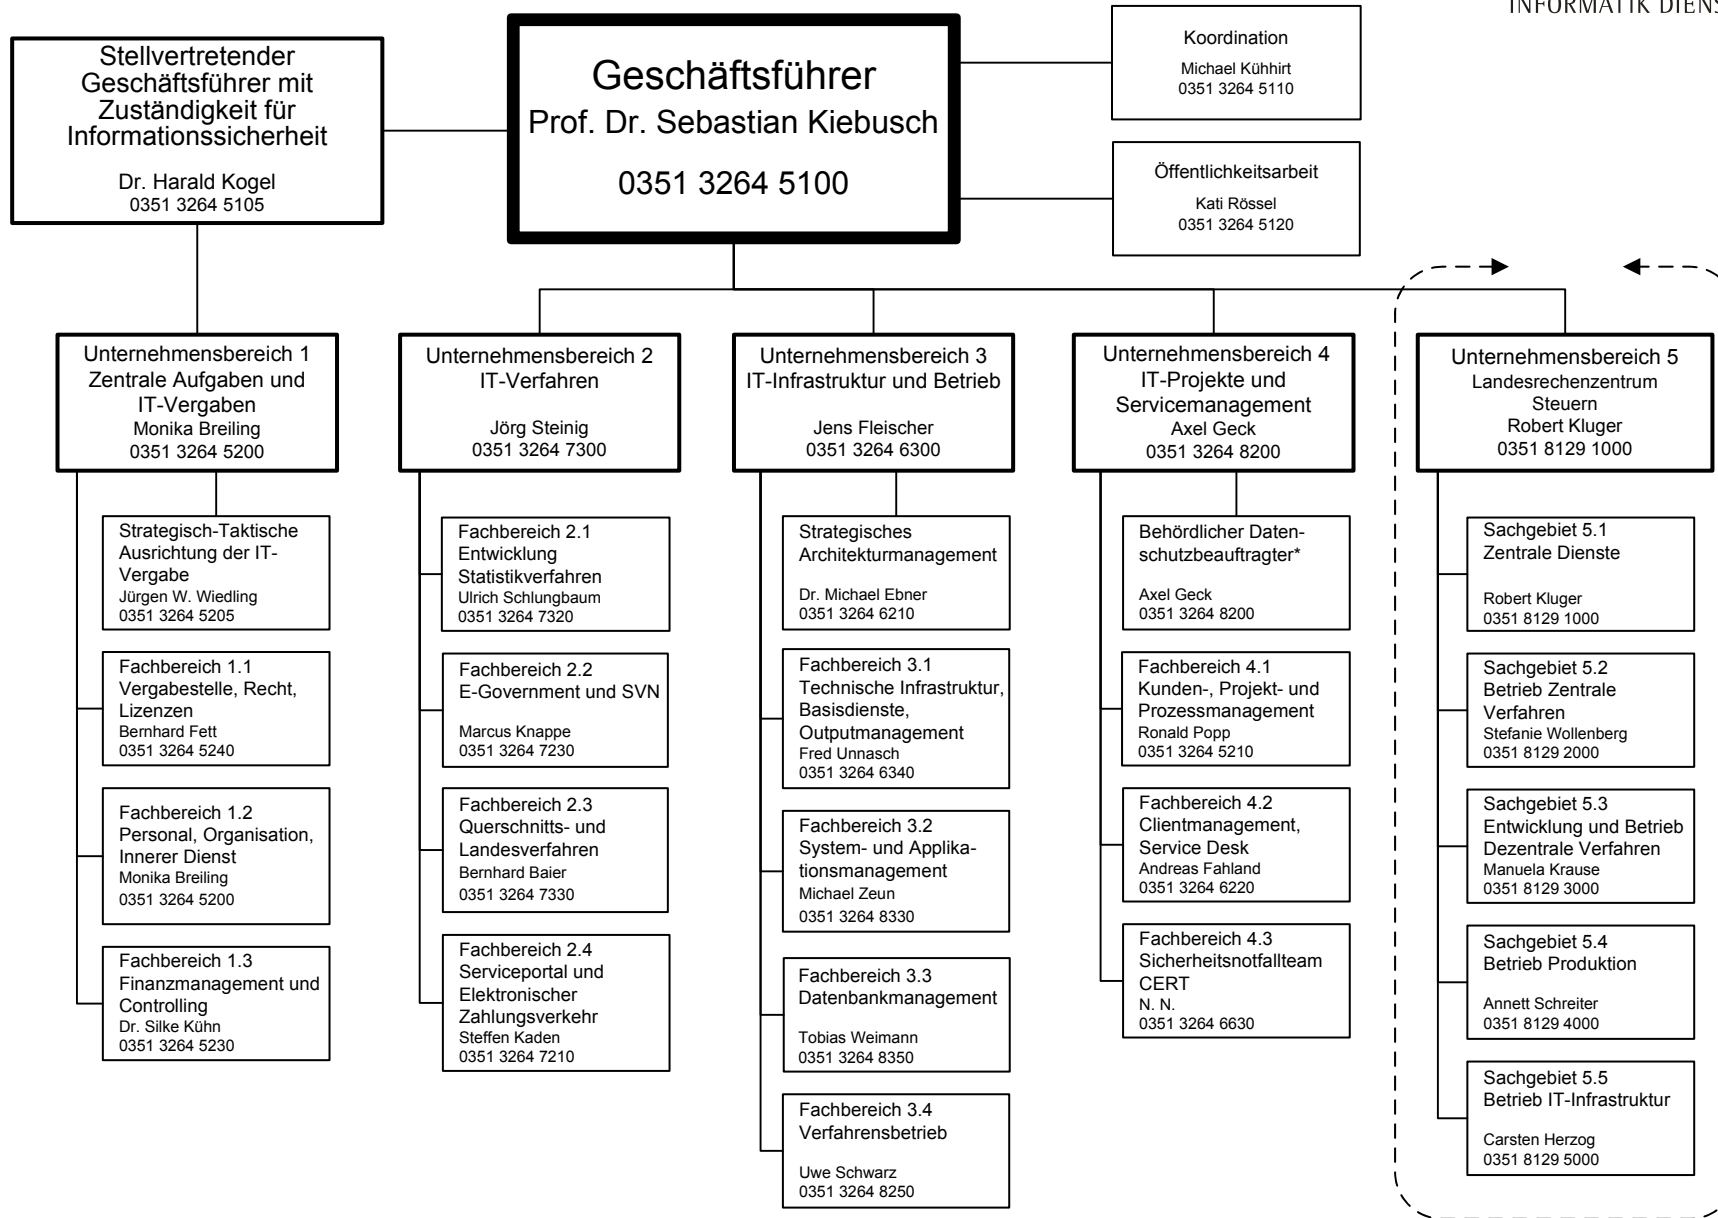 INFORMATIK DIENS
Stellvertretender
Geschäftsführer mit
Zuständigkeit für
Informationssicherheit
Dr. Harald Kogel
0351 3264 5105
Geschäftsführer
Prof. Dr. Sebastian Kiebusch
0351 3264 5100
Koordination
Michael Kühhirt
0351 3264 5110
Öffentlichkeitsarbeit
Kati Rössel
0351 3264 5120
Unternehmensbereich 1
Zentrale Aufgaben und
IT-Vergaben
Monika Breiling
0351 3264 5200
Strategisch-Taktische
Ausrichtung der IT-
Vergabe
Jürgen W. Wiedling
0351 3264 5205
Fachbereich 1.1
Vergabestelle, Recht,
Lizenzen
Bernhard Fett
0351 3264 5240
Fachbereich 1.2
Personal, Organisation,
Innerer Dienst
Monika Breiling
0351 3264 5200
Fachbereich 1.3
Finanzmanagement und
Controlling
Dr. Silke Kühn
0351 3264 5230
Unternehmensbereich 2
IT-Verfahren
Jörg Steinig
0351 3264 7300
Fachbereich 2.1
Entwicklung
Statistikverfahren
Ulrich Schlungbaum
0351 3264 7320
Fachbereich 2.2
E-Government und SVN
Marcus Knappe
0351 3264 7230
Fachbereich 2.3
Querschnitts- und
Landesverfahren
Bernhard Baier
0351 3264 7330
Fachbereich 2.4
Serviceportal und
Elektronischer
Zahlungsverkehr
Steffen Kaden
0351 3264 7210
Unternehmensbereich 3
IT-Infrastruktur und Betrieb
Jens Fleischer
0351 3264 6300
Strategisches
Architekturmanagement
Dr. Michael Ebner
0351 3264 6210
Fachbereich 3.1
Technische Infrastruktur,
Basisdienste,
Outputmanagement
Fred Unnasch
0351 3264 6340
Fachbereich 3.2
System- und Applika-
tionsmanagement
Michael Zeun
0351 3264 8330
Fachbereich 3.3
Datenbankmanagement
Tobias Weimann
0351 3264 8350
Fachbereich 3.4
Verfahrensbetrieb
Uwe Schwarz
0351 3264 8250
Unternehmensbereich 4
IT-Projekte und
Servicemanagement
Axel Geck
0351 3264 8200
Behördlicher Daten-
schutzbeauftragter*
Axel Geck
0351 3264 8200
Fachbereich 4.1
Kunden-, Projekt- und
Prozessmanagement
Ronald Popp
0351 3264 5210
Fachbereich 4.2
Clientmanagement,
Service Desk
Andreas Fahland
0351 3264 6220
Fachbereich 4.3
Sicherheitsnotfallteam
CERT
N. N.
0351 3264 6630
Unternehmensbereich 5
Landesrechenzentrum
Steuern
Robert Kluger
0351 8129 1000
Sachgebiet 5.1
Zentrale Dienste
Robert Kluger
0351 8129 1000
Sachgebiet 5.2
Betrieb Zentrale
Verfahren
Stefanie Wollenberg
0351 8129 2000
Sachgebiet 5.3
Entwicklung und Betrieb
Dezentrale Verfahren
Manuela Krause
0351 8129 3000
Sachgebiet 5.4
Betrieb Produktion
Annett Schreiter
0351 8129 4000
Sachgebiet 5.5
Betrieb IT-Infrastruktur
Carsten Herzog
0351 8129 5000